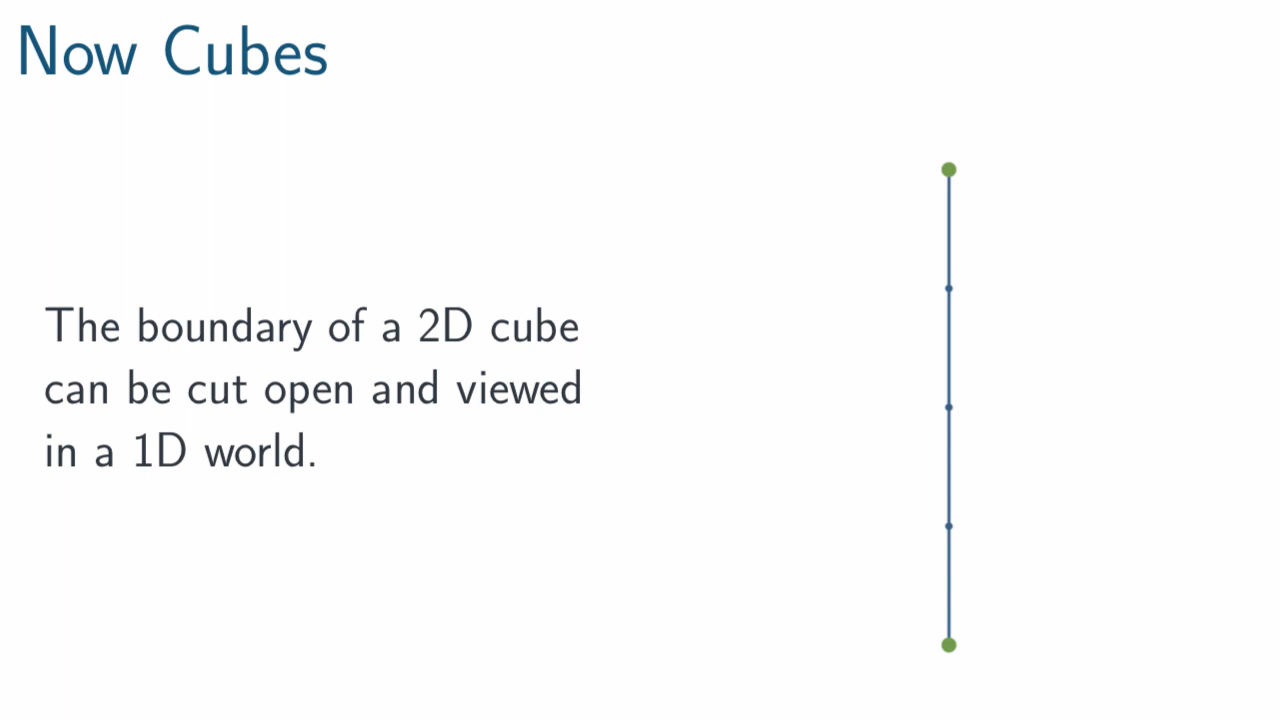 Now Cubes
The boundary of a 2D cube
can be cut open and viewed
in a 1D world.